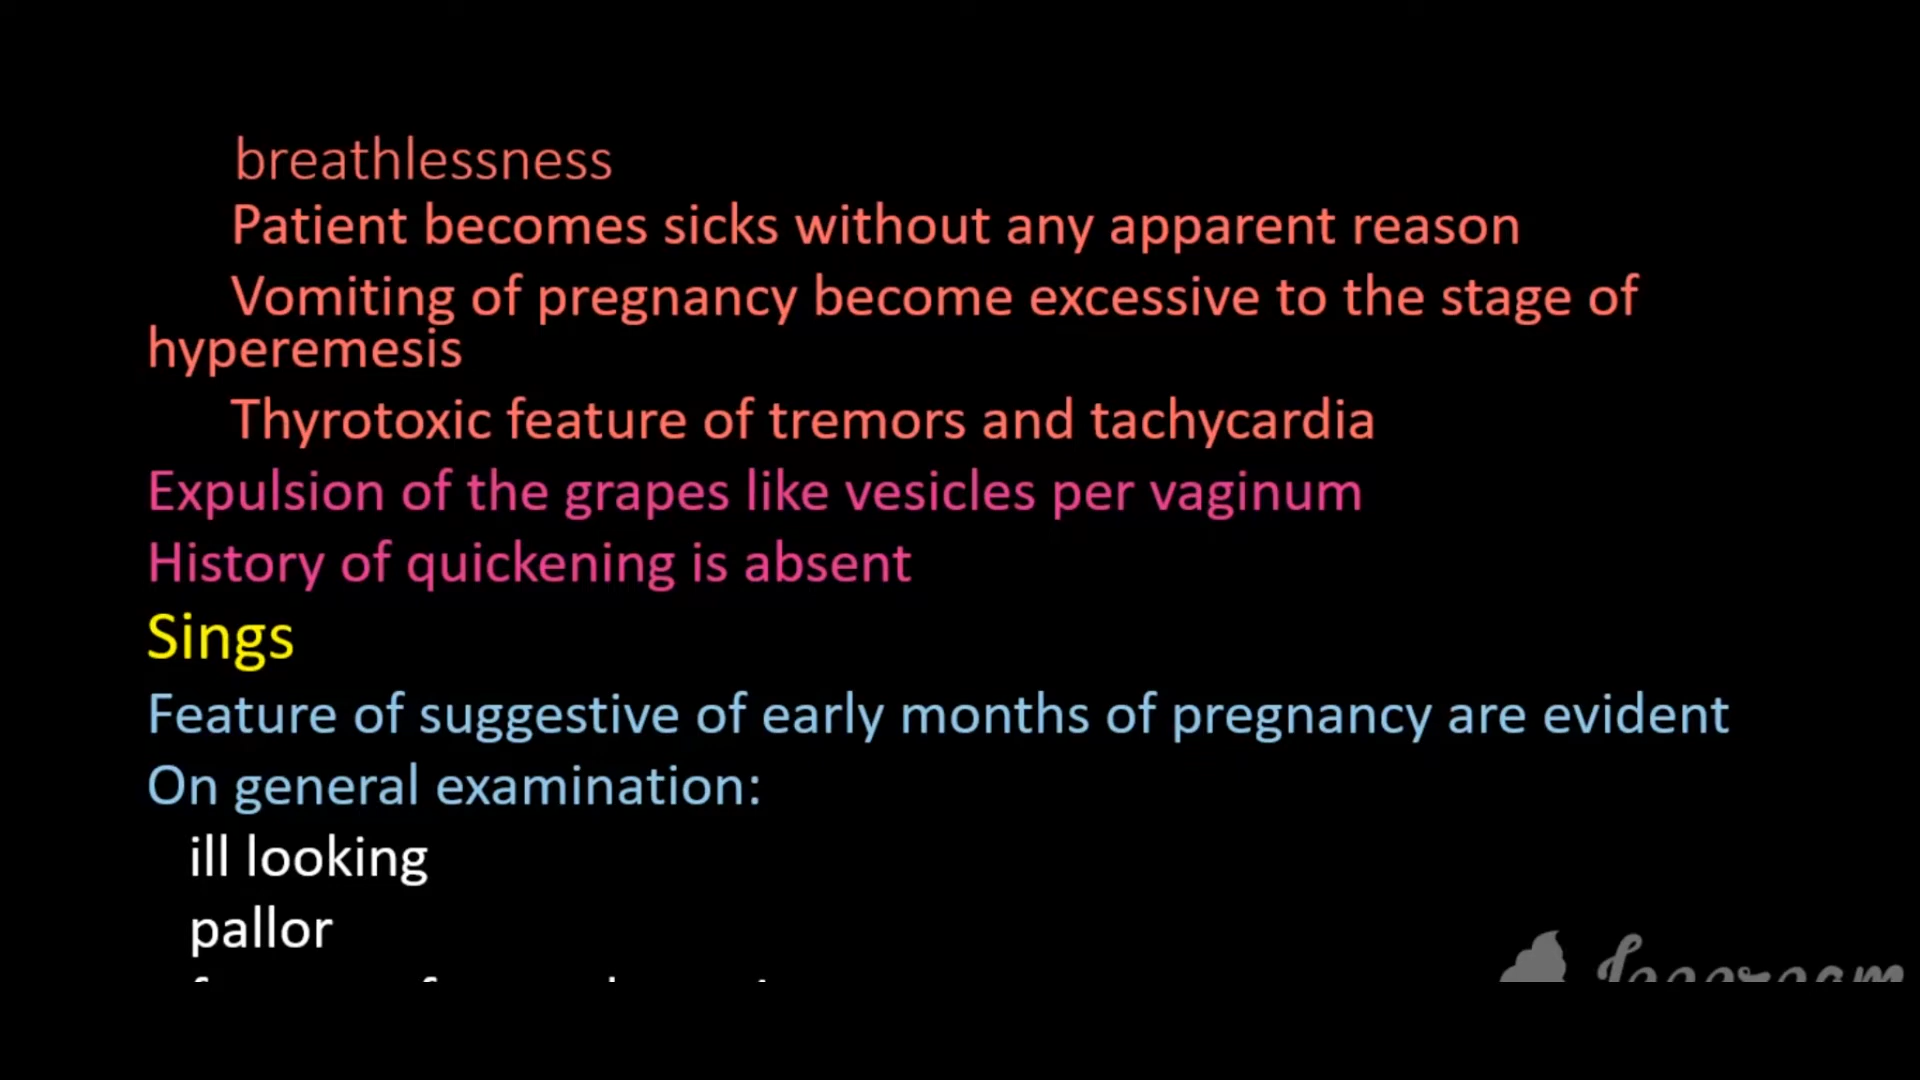 breathlessness
Patient becomes sicks without any apparent reason
Vomiting of pregnancy become excessive to the stage of
hyperemesis
Thyrotoxic feature of tremors and tachycardia
Expulsion of the grapes like vesicles per vaginum
History of quickening is absent
Sings
Feature of suggestive of early months of pregnancy are evident
On general examination:
ill looking
pallor